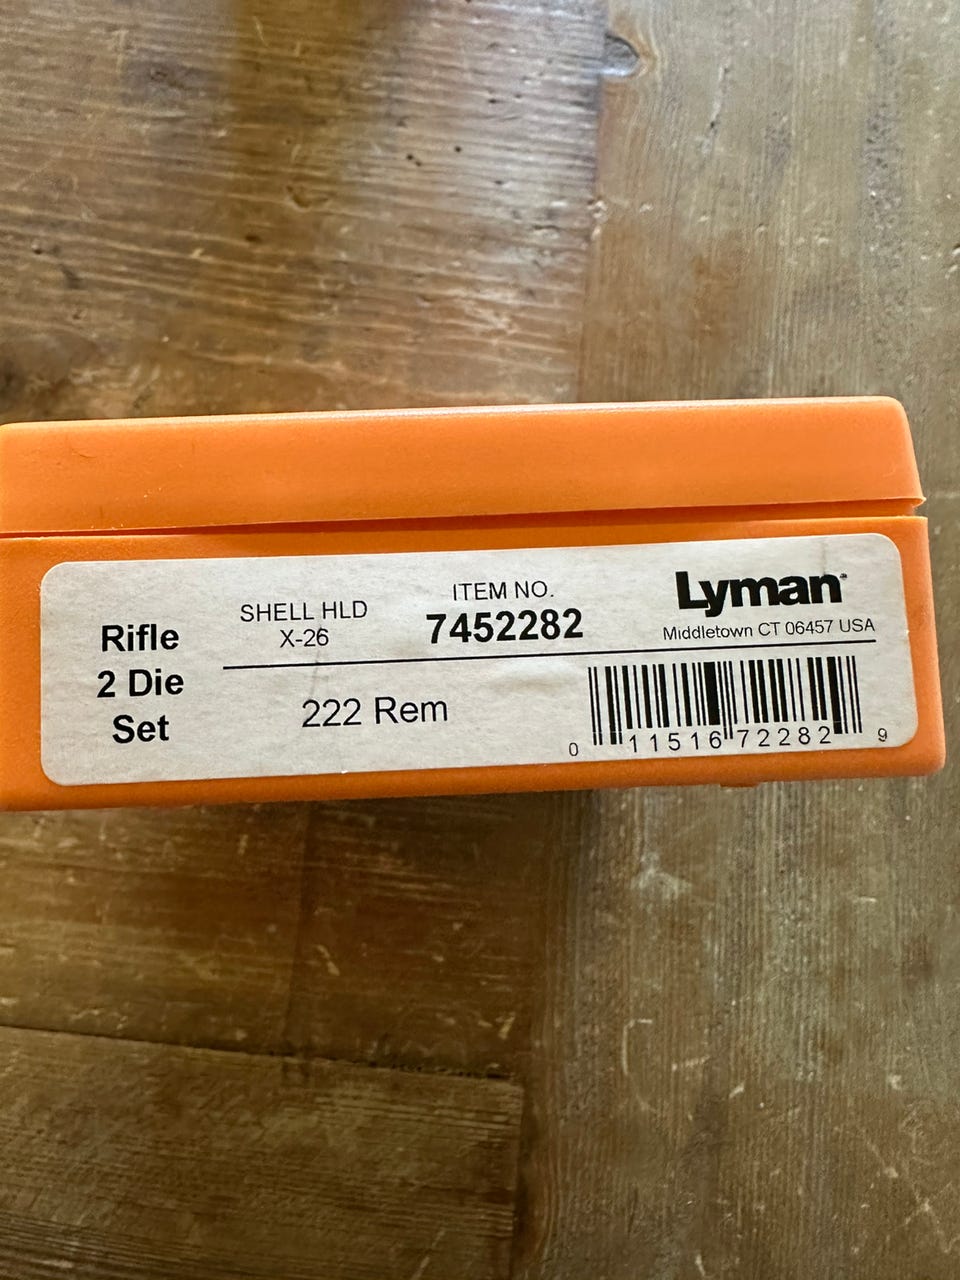 Rifle
2 Die
Set
SHELL HLD
X-26
ITEM NO.
7452282
Lyman
Middletown CT 06457 USA
222 Rem
0 11516 72282 9